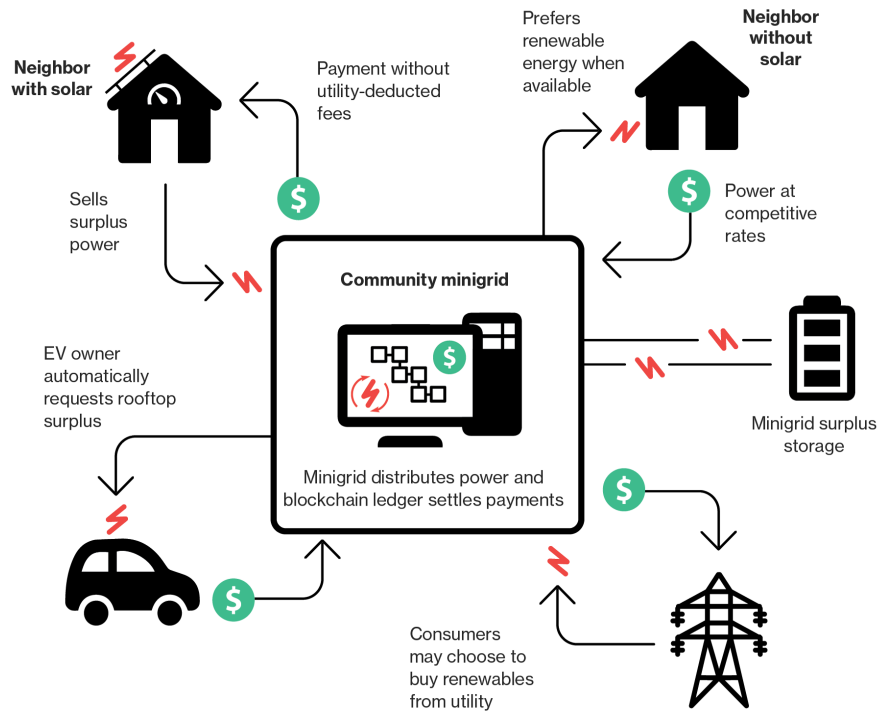 Neighbor
with solar
Payment without
utility-deducted
fees
$
Prefers
renewable
energy when
available
Neighbor
without
solar
Sells
surplus
power
$
Power at
competitive
rates
Community minigrid
$
Minigrid distributes power and
blockchain ledger settles payments
Minigrid surplus
storage
EV owner
automatically
requests rooftop
surplus
$
$
Consumers
may choose to
buy renewables
from utility